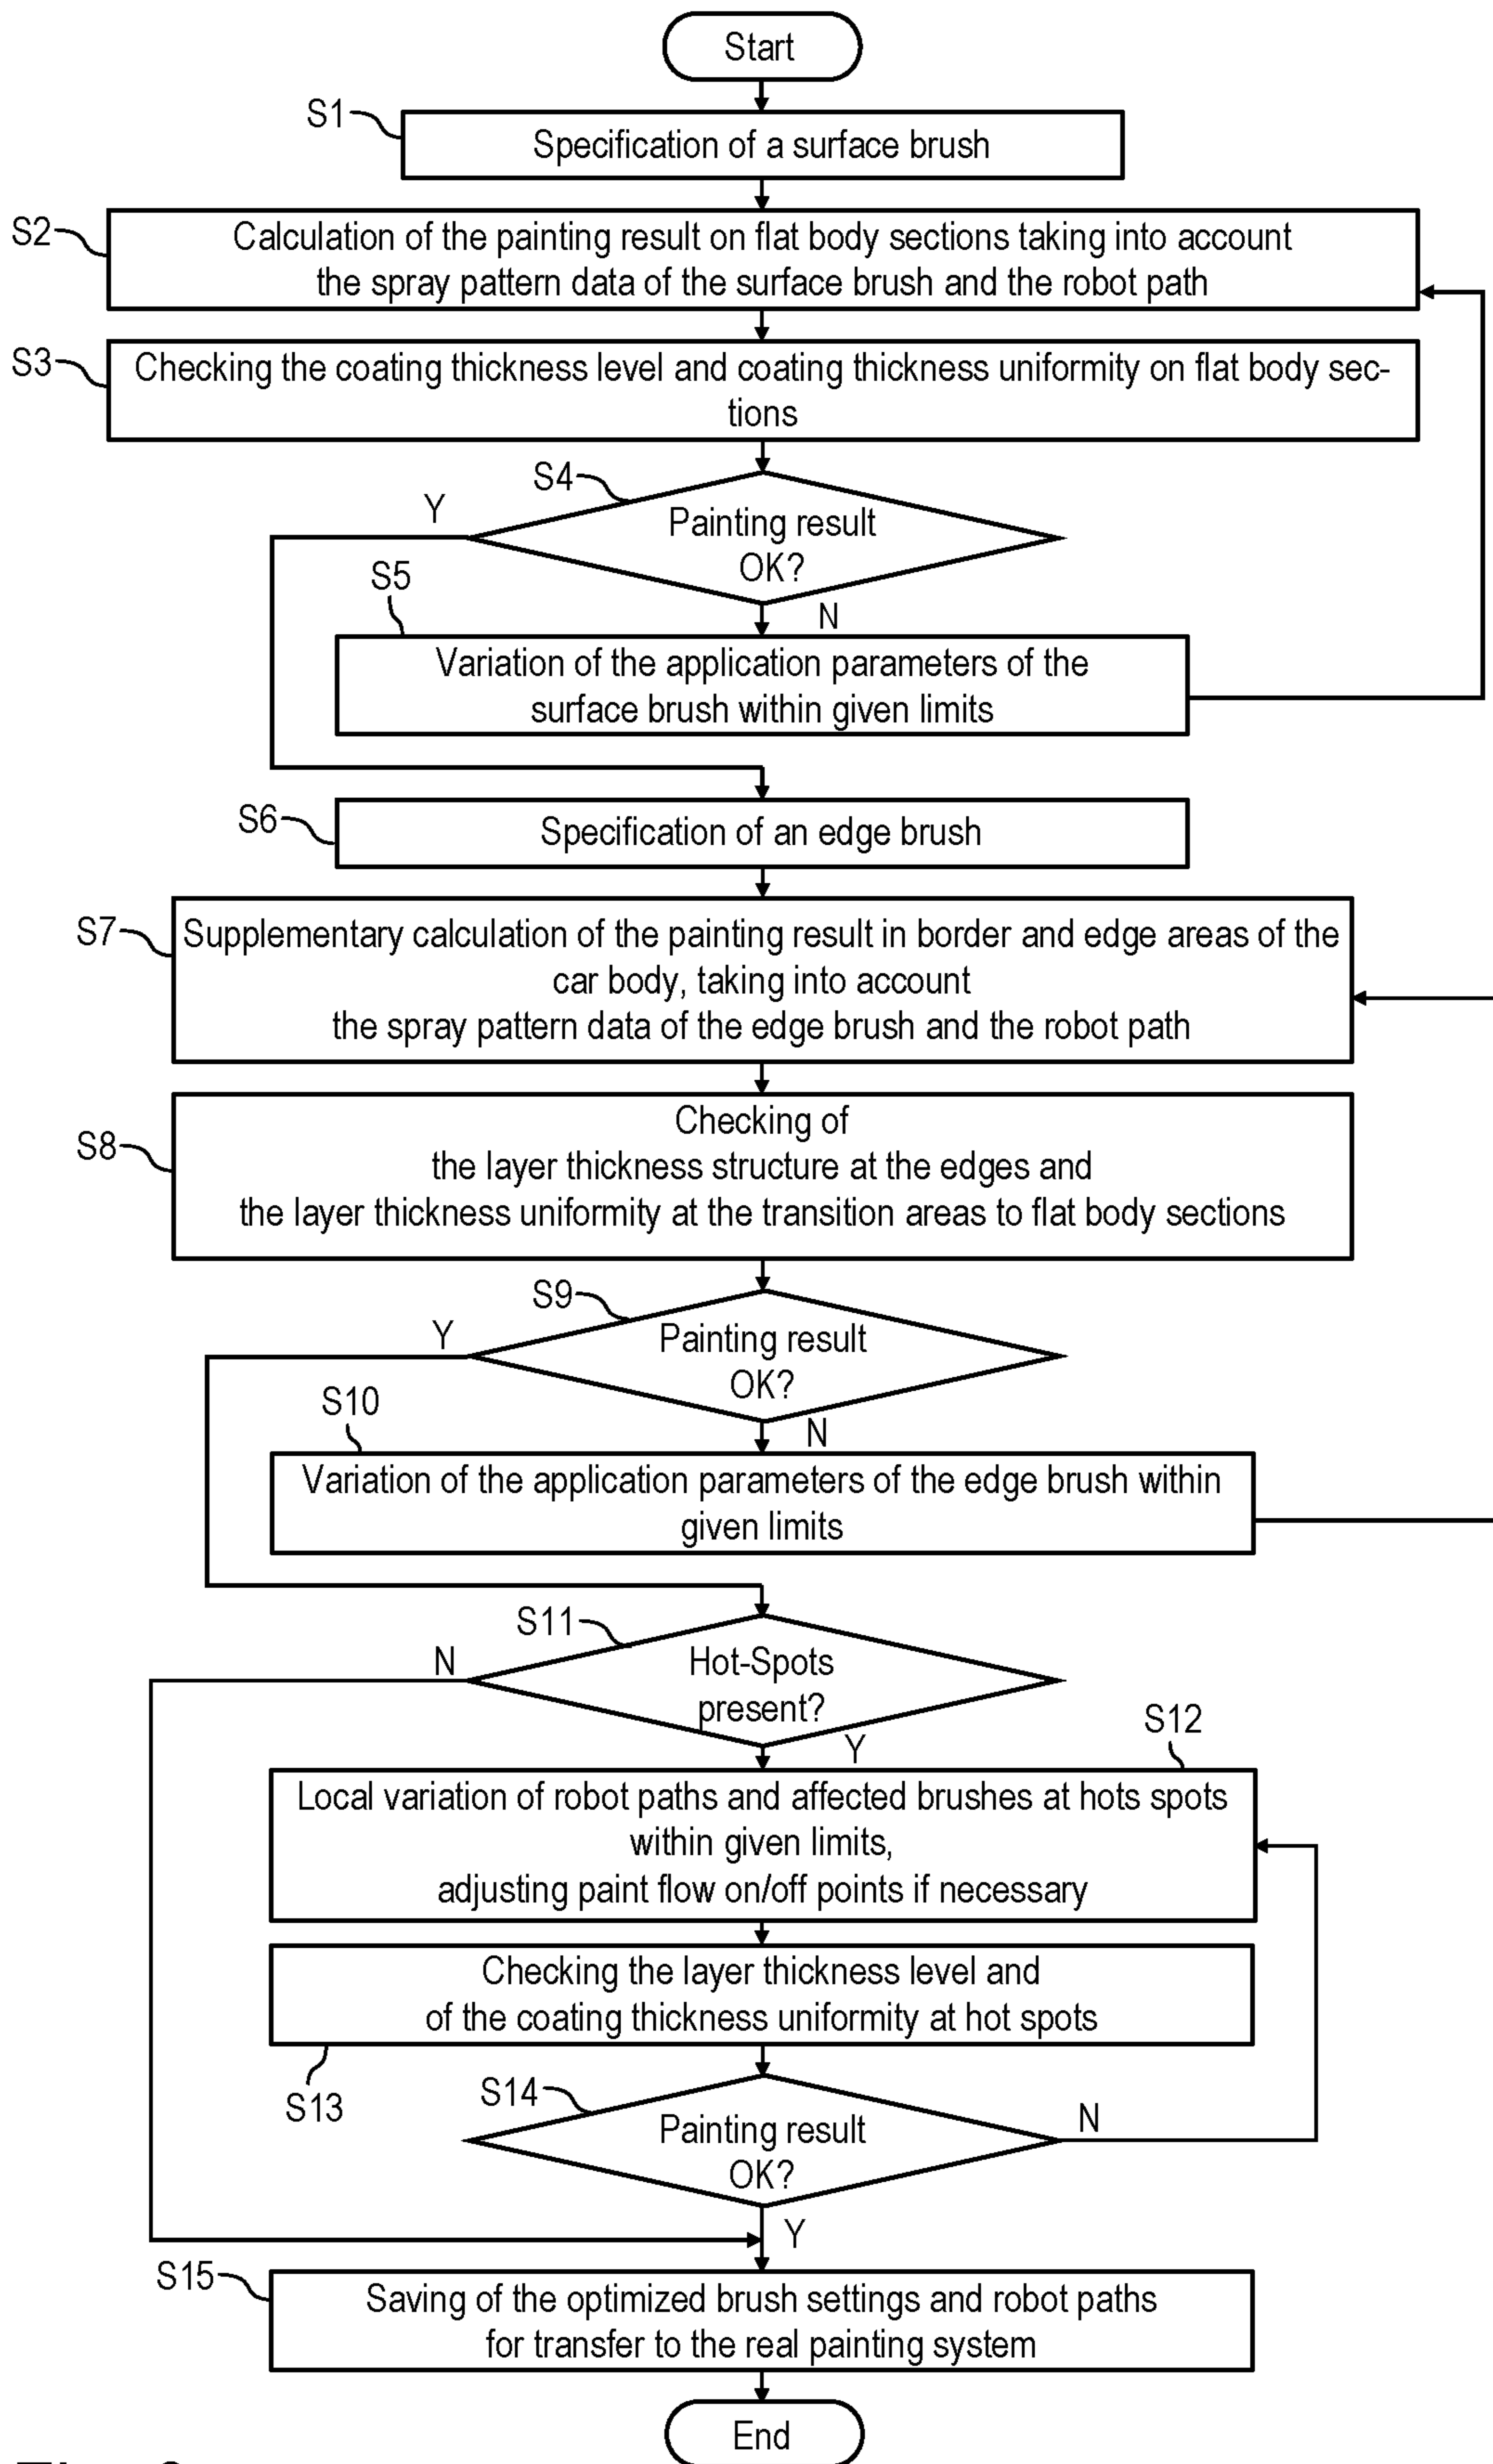 Start
S1
Specification of a surface brush
S2
Calculation of the painting result on flat body sections taking into account
the spray pattern data of the surface brush and the robot path
S3
Checking the coating thickness level and coating thickness uniformity on flat body sec-
tions
S4
Y
Painting result
OK?
N
S5
Variation of the application parameters of the
surface brush within given limits
S6
Specification of an edge brush
S7
Supplementary calculation of the painting result in border and edge areas of the
car body, taking into account
the spray pattern data of the edge brush and the robot path
S8
Checking of
the layer thickness structure at the edges and
the layer thickness uniformity at the transition areas to flat body sections
S9
Y
Painting result
OK?
N
S10
Variation of the application parameters of the edge brush within
given limits
S11
N
Hot-Spots
present?
Y
S12
Local variation of robot paths and affected brushes at hots spots
within given limits,
adjusting paint flow on/off points if necessary
Checking the layer thickness level and
of the coating thickness uniformity at hot spots
S13
S14
Painting result
OK?
N
Y
S15
Saving of the optimized brush settings and robot paths
for transfer to the real painting system
End